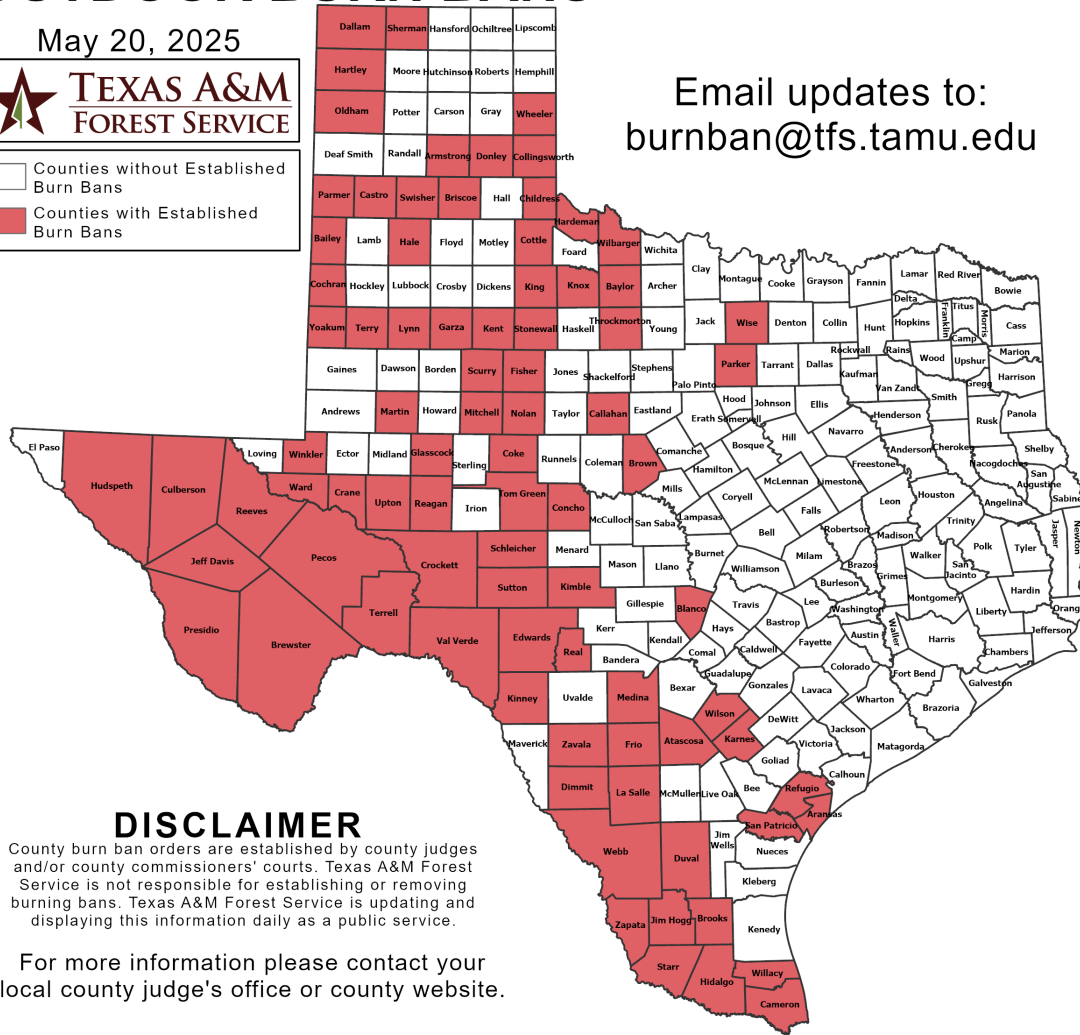 May 20, 2025
TEXAS A&M
FOREST SERVICE
Counties without Established
Burn Bans
Counties with Established
Burn Bans
Email updates to:
burnban@tfs.tamu.edu
Dallam Sherman Hansford Ochiltree Lipscomb
Hartley Moore Hutchinson Roberts Hemphill
Oldham Potter Carson Gray Wheeler
Deaf Smith Randall Armstrong Donley Collingsworth
Parmer Castro Swisher Briscoe Hall Childress
Hardeman
Bailey Lamb Hale Floyd Motley Cottle Foard Wilbarger Wichita
Clay Montague Cooke Grayson Fannin Lamar Red River Bowie
Cochran Hockley Lubbock Crosby Dickens King Knox Baylor Archer
Delta Titus Franklin Morris
Yoakum Terry Lynn Garza Kent Stonewall Haskell Throckmorton Young Jack Wise Denton Collin Hunt Hopkins Camp Cass
Rockwall Rains Wood Upshur Marion
Gaines Dawson Borden Scurry Fisher Jones Shackelford Stephens Palo Pinto Parker Tarrant Dallas Kaufman Van Zandt Smith Gregg Harrison
Andrews Martin Howard Mitchell Nolan Taylor Callahan Eastland Erath Hood Somervell Johnson Ellis Henderson Rusk Panola
El Paso Loving Winkler Ector Midland Glasscock Sterling Coke Runnels Coleman Brown Comanche Hamilton Bosque Hill Navarro Freestone Anderson Cherokee Nacogdoches Shelby
San
Augustine
Sabine
Hudspeth Culberson Reeves Ward Crane Upton Reagan Irion Tom Green Concho McCulloch San Saba Mills Lampasas Coryell McLennan Limestone Falls Leon Houston Angelina
Trinity Polk Tyler Jasper Newton
Jeff Davis Pecos Crockett Schleicher Menard Mason Llano Burnet Bell Williamson Milam Robertson Brazos Madison Grimes Walker
San
Jacinto
Hardin
Orang
Presidio Brewster Terrell Val Verde Sutton Kimble Gillespie Blanco Travis Lee Burleson Washington Montgomery Liberty Jefferson
Edwards Real Kerr Kendall Bandera Comal Hays Caldwell Bastrop Fayette Austin Waller Harris Chambers
Kinney Uvalde Medina Bexar Guadalupe Gonzales Lavaca Colorado Wharton Fort Bend Brazoria Galveston
Maverick Zavala Frio Atascosa Wilson Karnes DeWitt Victoria Jackson Matagorda
Dimmit La Salle McMullen Live Oak Bee Goliad Refugio Calhoun
Aransas
San Patricio
Webb Duval
Jim
Wells
Nueces
Kleberg
Zapata Jim Hogg Brooks Kenedy
Starr Hidalgo Willacy
Cameron
DISCLAIMER
County burn ban orders are established by county judges
and/or county commissioners' courts. Texas A&M Forest
Service is not responsible for establishing or removing
burning bans. Texas A&M Forest Service is updating and
displaying this information daily as a public service.
For more information please contact your
local county judge's office or county website.